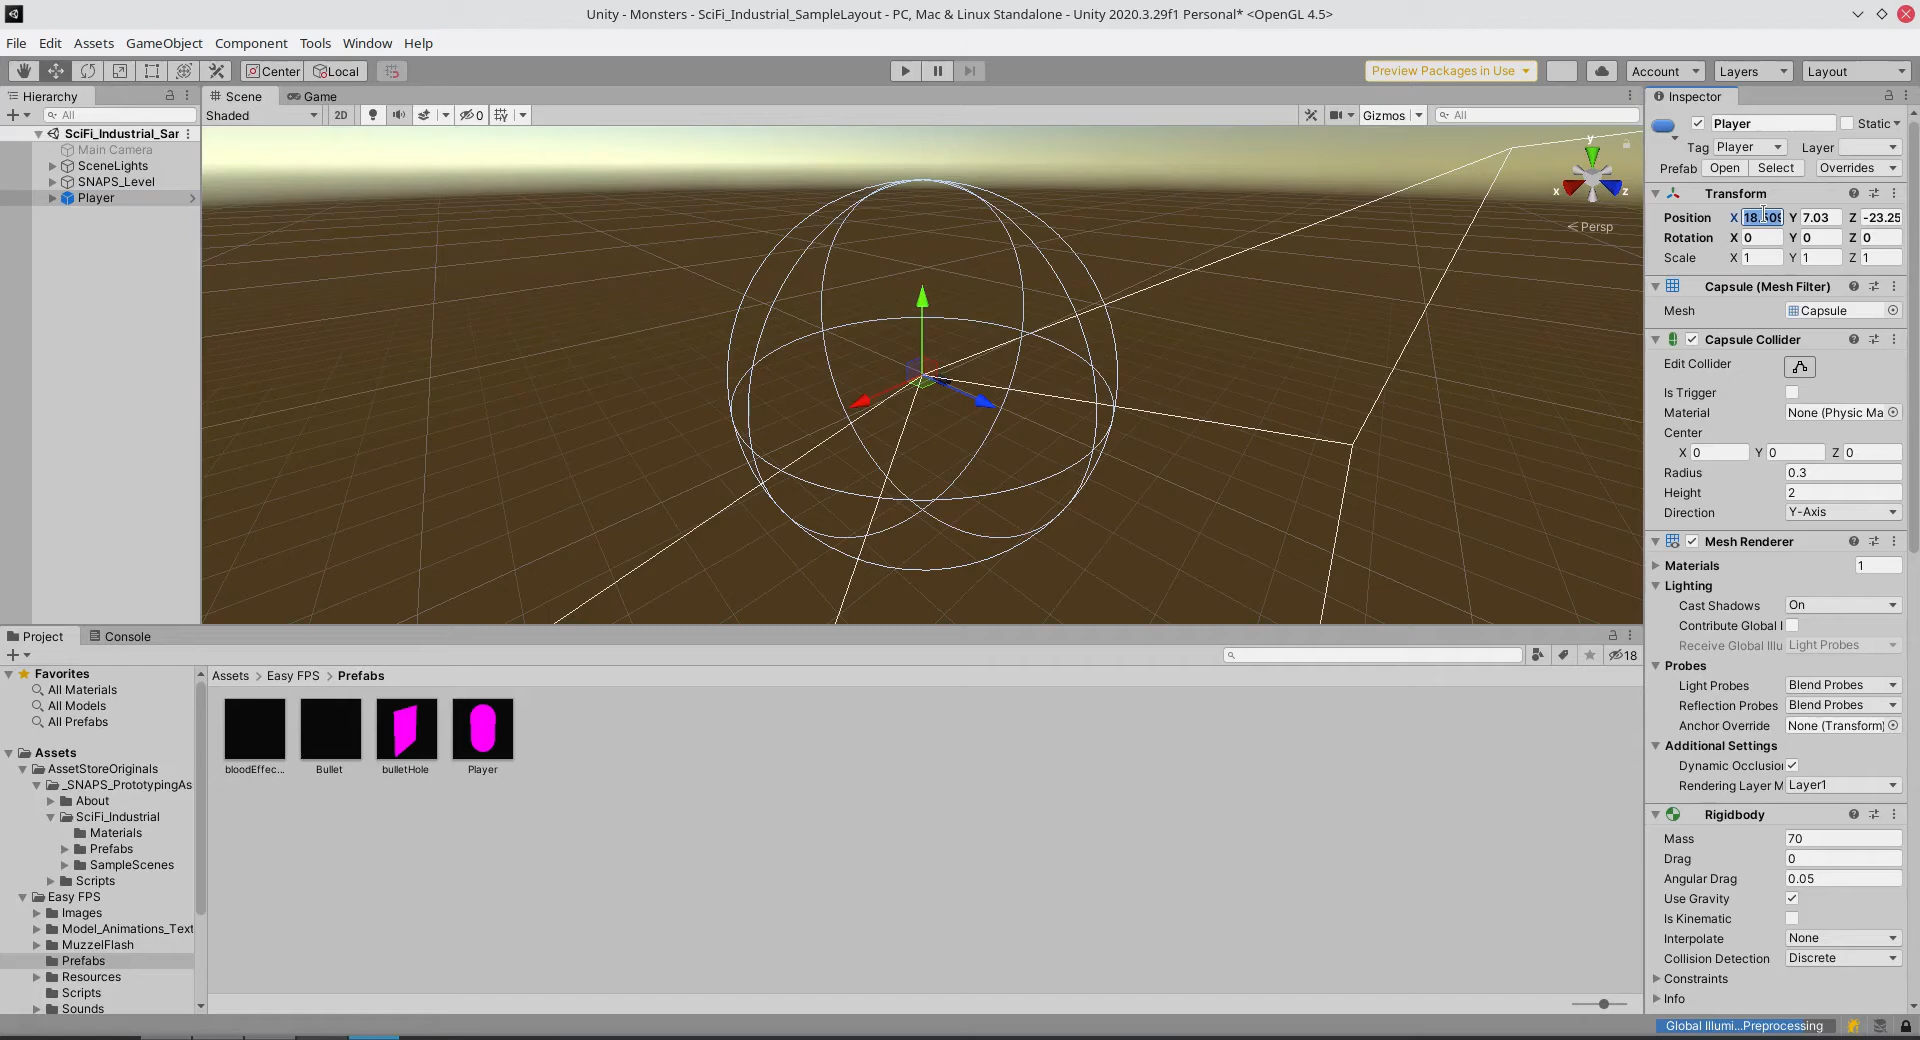 Unity - Monsters - SciFi_Industrial_SampleLayout - PC, Mac & Linux Standalone - Unity 2020.3.29f1 Personal* <OpenGL 4.5>
File Edit Assets GameObject Component Tools Window Help
Center Local Preview Packages in Use Account Layers Layout
Hierarchy Scene Game Inspector
All Shaded 2D 0 Gizmos All
SciFi_Industrial_Sar
Main Camera
SceneLights
SNAPS_Level
Player
y
x z
Persp
Player Static
Tag Player Layer
Prefab Open Select Overrides
Transform
Position X Y 7.03 Z -23.25
Rotation X 0 Y 0 Z 0
Scale X 1 Y 1 Z 1
Capsule (Mesh Filter)
Mesh Capsule
Capsule Collider
Edit Collider
Is Trigger
Material None (Physic Ma
Center
X 0 Y 0 Z 0
Radius 0.3
Height 2
Direction Y-Axis
Mesh Renderer
Materials 1
Lighting
Cast Shadows On
Contribute Global I
Receive Global Illu Light Probes
Probes
Light Probes Blend Probes
Reflection Probes Blend Probes
Anchor Override None (Transform)
Additional Settings
Dynamic Occlusion
Rendering Layer M Layer1
Rigidbody
Mass 70
Drag 0
Angular Drag 0.05
Use Gravity
Is Kinematic
Interpolate None
Collision Detection Discrete
Constraints
Info
Project Console
18
Favorites
All Materials
All Models
All Prefabs
Assets
AssetStoreOriginals
_SNAPS_PrototypingAs
About
SciFi_Industrial
Materials
Prefabs
SampleScenes
Scripts
Easy FPS
Images
Model_Animations_Text
MuzzelFlash
Prefabs
Resources
Scripts
Sounds
Assets > Easy FPS > Prefabs
bloodEffec... Bullet bulletHole Player
Global Illumi...Preprocessing